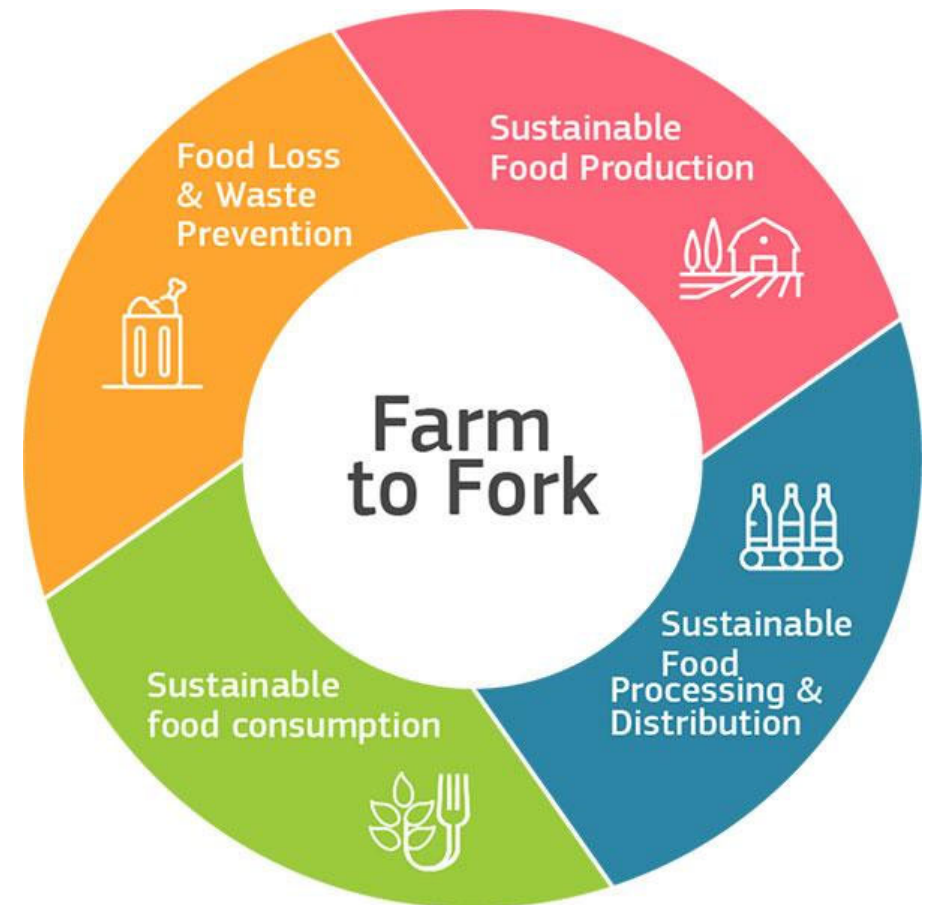 Food Loss
& Waste
Prevention
Sustainable
Food Production
Farm
to Fork
Sustainable
Food
Processing &
Distribution
Sustainable
food consumption